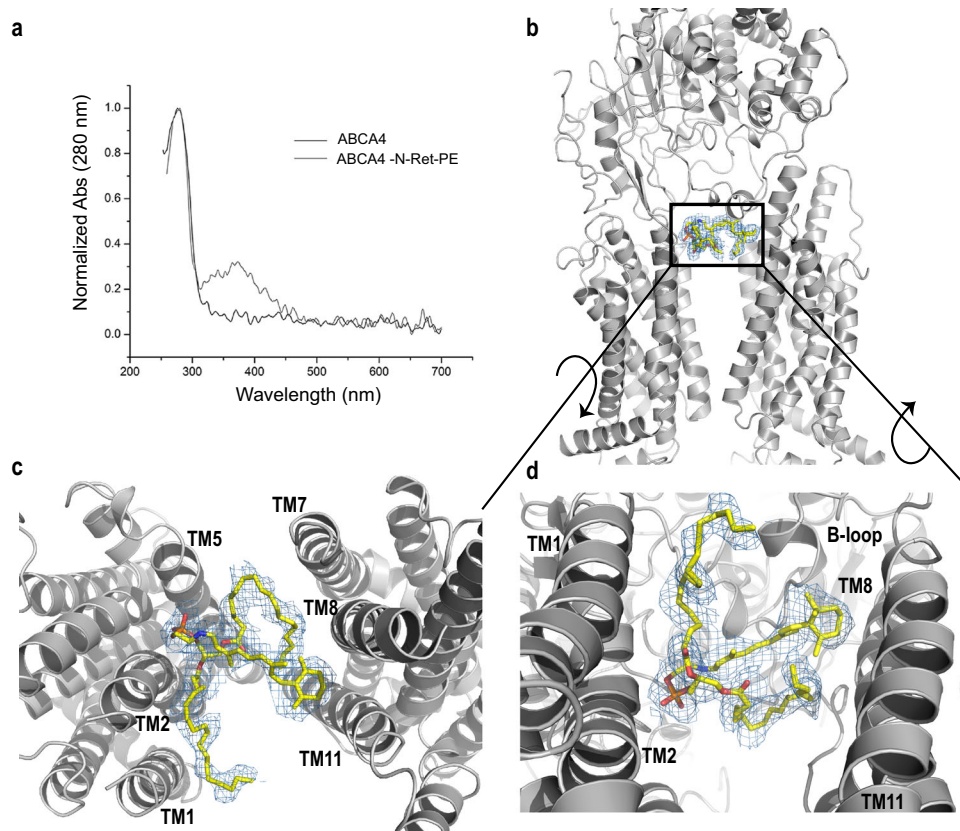 a
Normalized Abs (280 nm)
1.0
0.8
0.6
0.4
0.2
0.0
200
300
400
500
600
700
Wavelength (nm)
ABCA4
ABCA4 -N-Ret-PE
b
c
TM5
TM7
TM8
TM2
TM11
TM1
d
TM1
B-loop
TM8
TM2
TM11